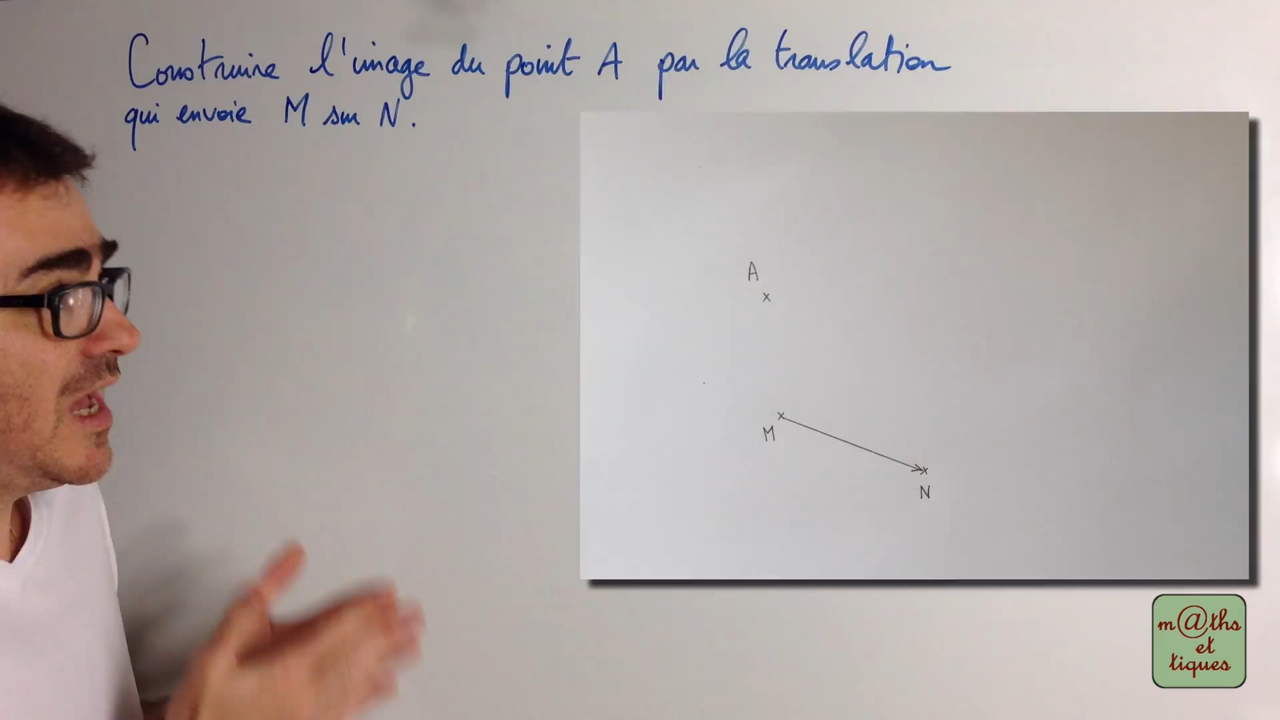 Construire l'image du point A par la translation
qui envoie M sur N.
A
M
N
m@ths
et
tiques